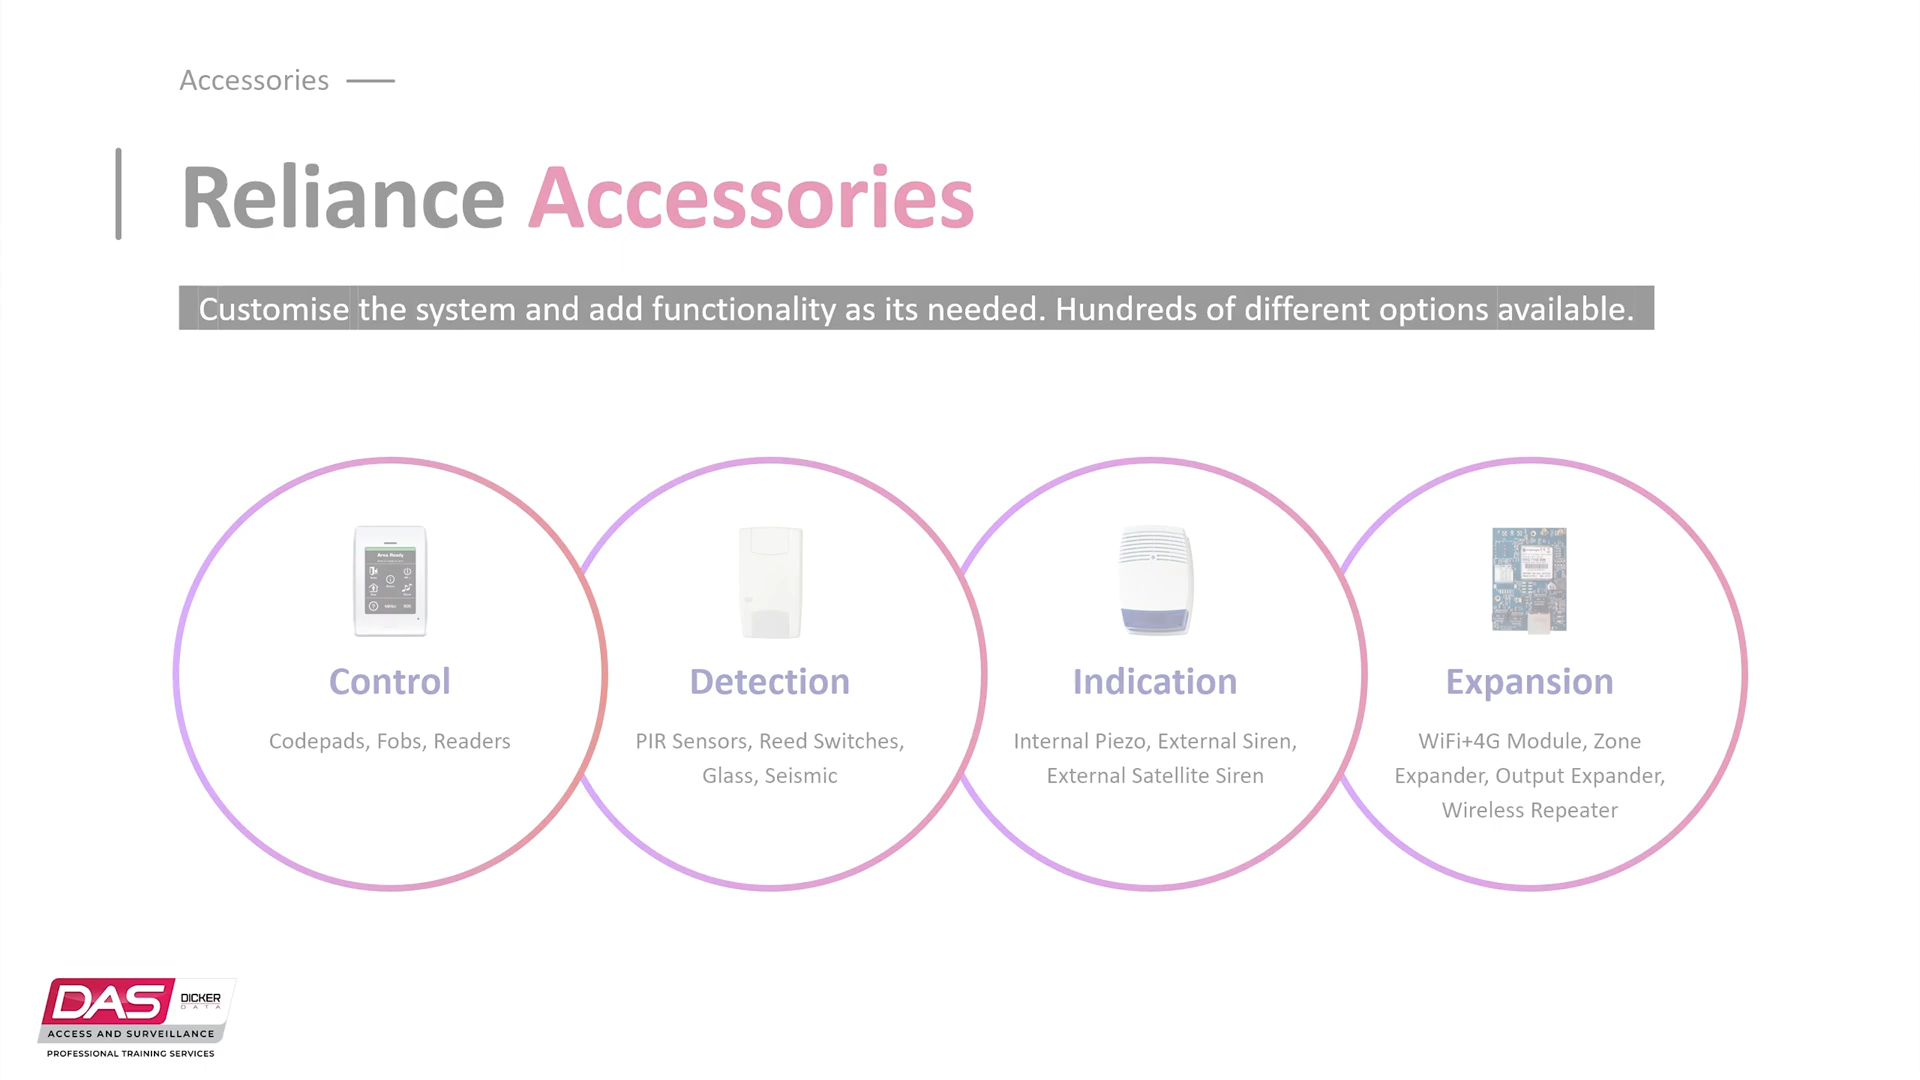 Accessories
Reliance Accessories
Customise the system and add functionality as its needed. Hundreds of different options available.
Area Ready
Control
Codepads, Fobs, Readers
Detection
PIR Sensors, Reed Switches,
Glass, Seismic
Indication
Internal Piezo, External Siren,
External Satellite Siren
Expansion
WiFi+4G Module, Zone
Expander, Output Expander,
Wireless Repeater
DAS
DICKER
DATA
ACCESS AND SURVEILLANCE
PROFESSIONAL TRAINING SERVICES